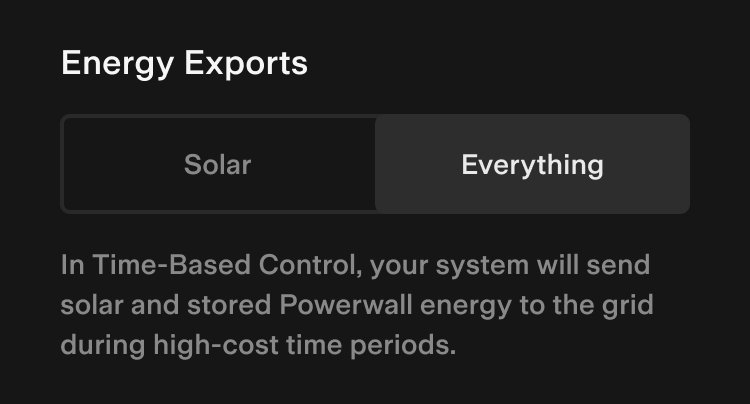 Energy Exports
Solar
Everything
In Time-Based Control, your system will send
solar and stored Powerwall energy to the grid
during high-cost time periods.